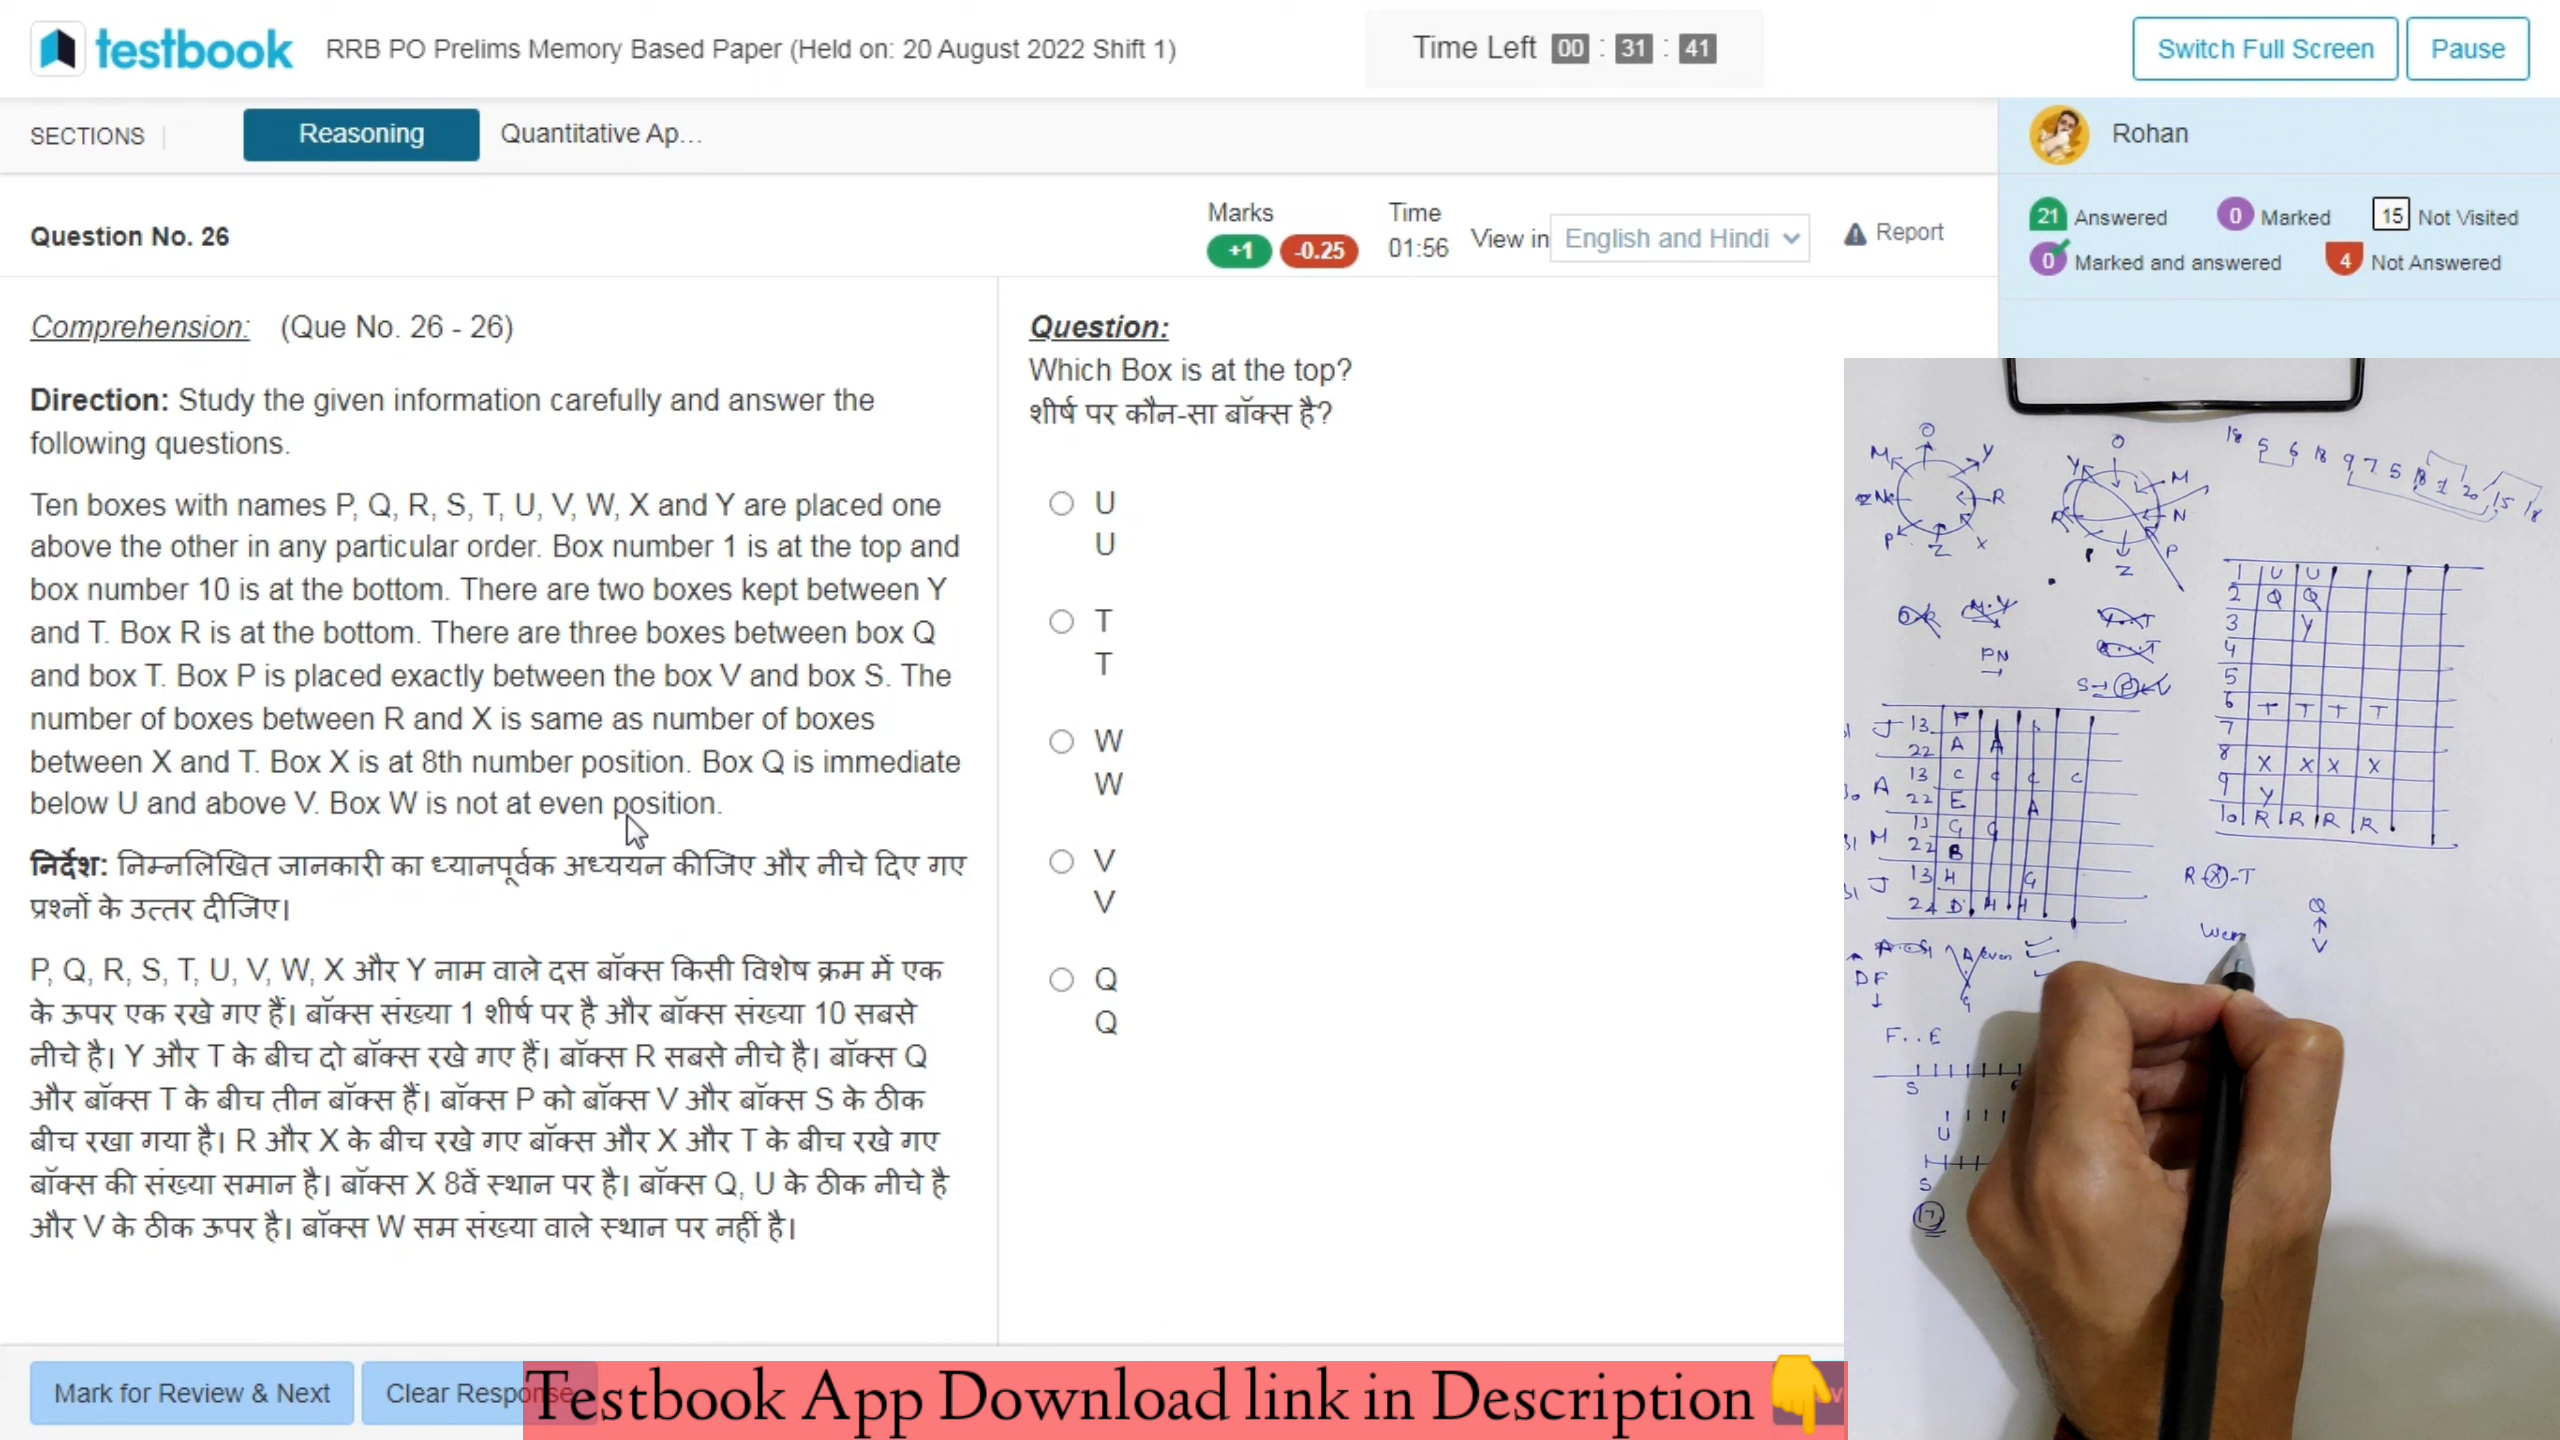 testbook
RRB PO Prelims Memory Based Paper (Held on: 20 August 2022 Shift 1)
Time Left 00 : 31 : 41
Switch Full Screen
Pause
SECTIONS
Reasoning
Quantitative Ap...
Rohan
21 Answered
0 Marked
15 Not Visited
0 Marked and answered
4 Not Answered
Question No. 26
Marks
+1 -0.25
Time
01:56
View in English and Hindi
Report
Comprehension: (Que No. 26 - 26)
Direction: Study the given information carefully and answer the
following questions.
Ten boxes with names P, Q, R, S, T, U, V, W, X and Y are placed one
above the other in any particular order. Box number 1 is at the top and
box number 10 is at the bottom. There are two boxes kept between Y
and T. Box R is at the bottom. There are three boxes between box Q
and box T. Box P is placed exactly between the box V and box S. The
number of boxes between R and X is same as number of boxes
between X and T. Box X is at 8th number position. Box Q is immediate
below U and above V. Box W is not at even position.
निर्देश: निम्नलिखित जानकारी का ध्यानपूर्वक अध्ययन कीजिए और नीचे दिए गए
प्रश्नों के उत्तर दीजिए।
P, Q, R, S, T, U, V, W, X और Y नाम वाले दस बॉक्स किसी विशेष क्रम में एक
के ऊपर एक रखे गए हैं। बॉक्स संख्या 1 शीर्ष पर है और बॉक्स संख्या 10 सबसे
नीचे है। Y और T के बीच दो बॉक्स रखे गए हैं। बॉक्स R सबसे नीचे है। बॉक्स Q
और बॉक्स T के बीच तीन बॉक्स हैं। बॉक्स P को बॉक्स V और बॉक्स S के ठीक
बीच रखा गया है। R और X के बीच रखे गए बॉक्स और X और T के बीच रखे गए
बॉक्स की संख्या समान है। बॉक्स X 8वें स्थान पर है। बॉक्स Q, U के ठीक नीचे है
और V के ठीक ऊपर है। बॉक्स W सम संख्या वाले स्थान पर नहीं है।
Question:
Which Box is at the top?
शीर्ष पर कौन-सा बॉक्स है?
U
U
T
T
W
W
V
V
Q
Q
Mark for Review & Next
Clear Response
Testbook App Download link in Description
1 U U
2 Q Q
3 Y
4
5
6 T T T T
7
8 X X X X
9 Y
10 R R R R
R-X-T
Q
V
F..E